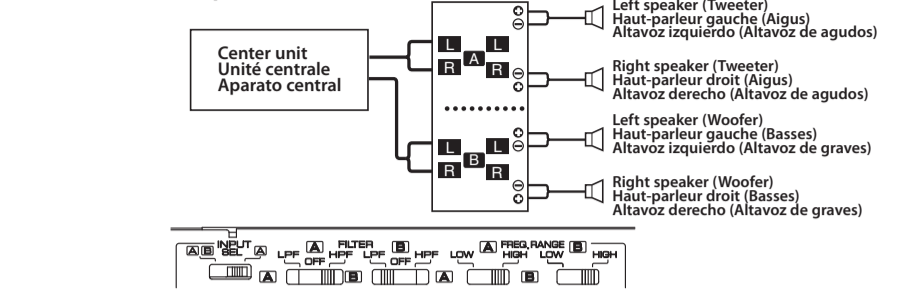 Left speaker (Tweeter)
Haut-parleur gauche (Aigus)
Altavoz izquierdo (Altavoz de agudos)
Center unit
Unité centrale
Aparato central
L L
A
R R
Right speaker (Tweeter)
Haut-parleur droit (Aigus)
Altavoz derecho (Altavoz de agudos)
Left speaker (Woofer)
Haut-parleur gauche (Basses)
Altavoz izquierdo (Altavoz de graves)
L L
B
R R
Right speaker (Woofer)
Haut-parleur droit (Basses)
Altavoz derecho (Altavoz de graves)
A B INPUT SEL A
A FILTER B
LPF OFF HPF LPF OFF HPF
A FREQ. RANGE B
LOW HIGH LOW HIGH
A B A B